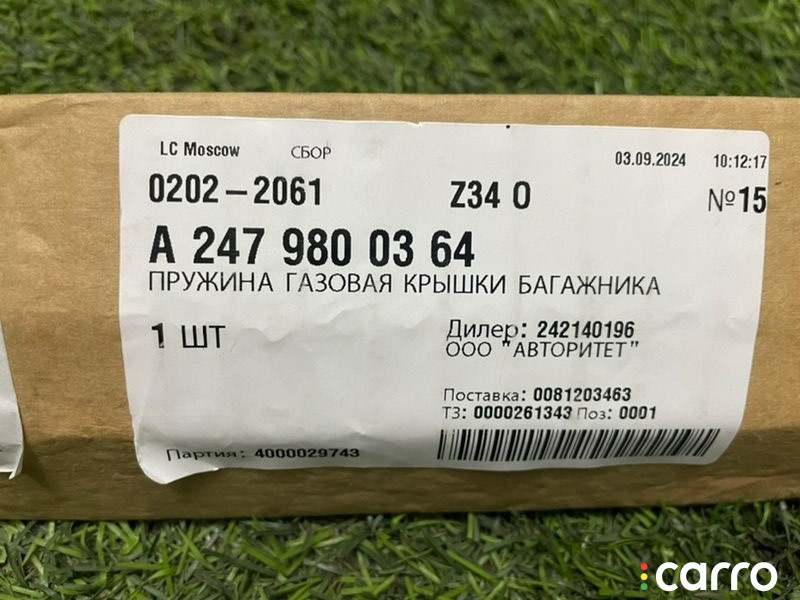 LC Moscow СБОР 03.09.2024 10:12:17
0202-2061 Z34 0 №15
A 247 980 03 64
ПРУЖИНА ГАЗОВАЯ КРЫШКИ БАГАЖНИКА
1 ШТ Дилер: 242140196
ООО "АВТОРИТЕТ"
Поставка: 0081203463
ТЗ: 0000261343 Поз: 0001
Партия: 4000029743
carro